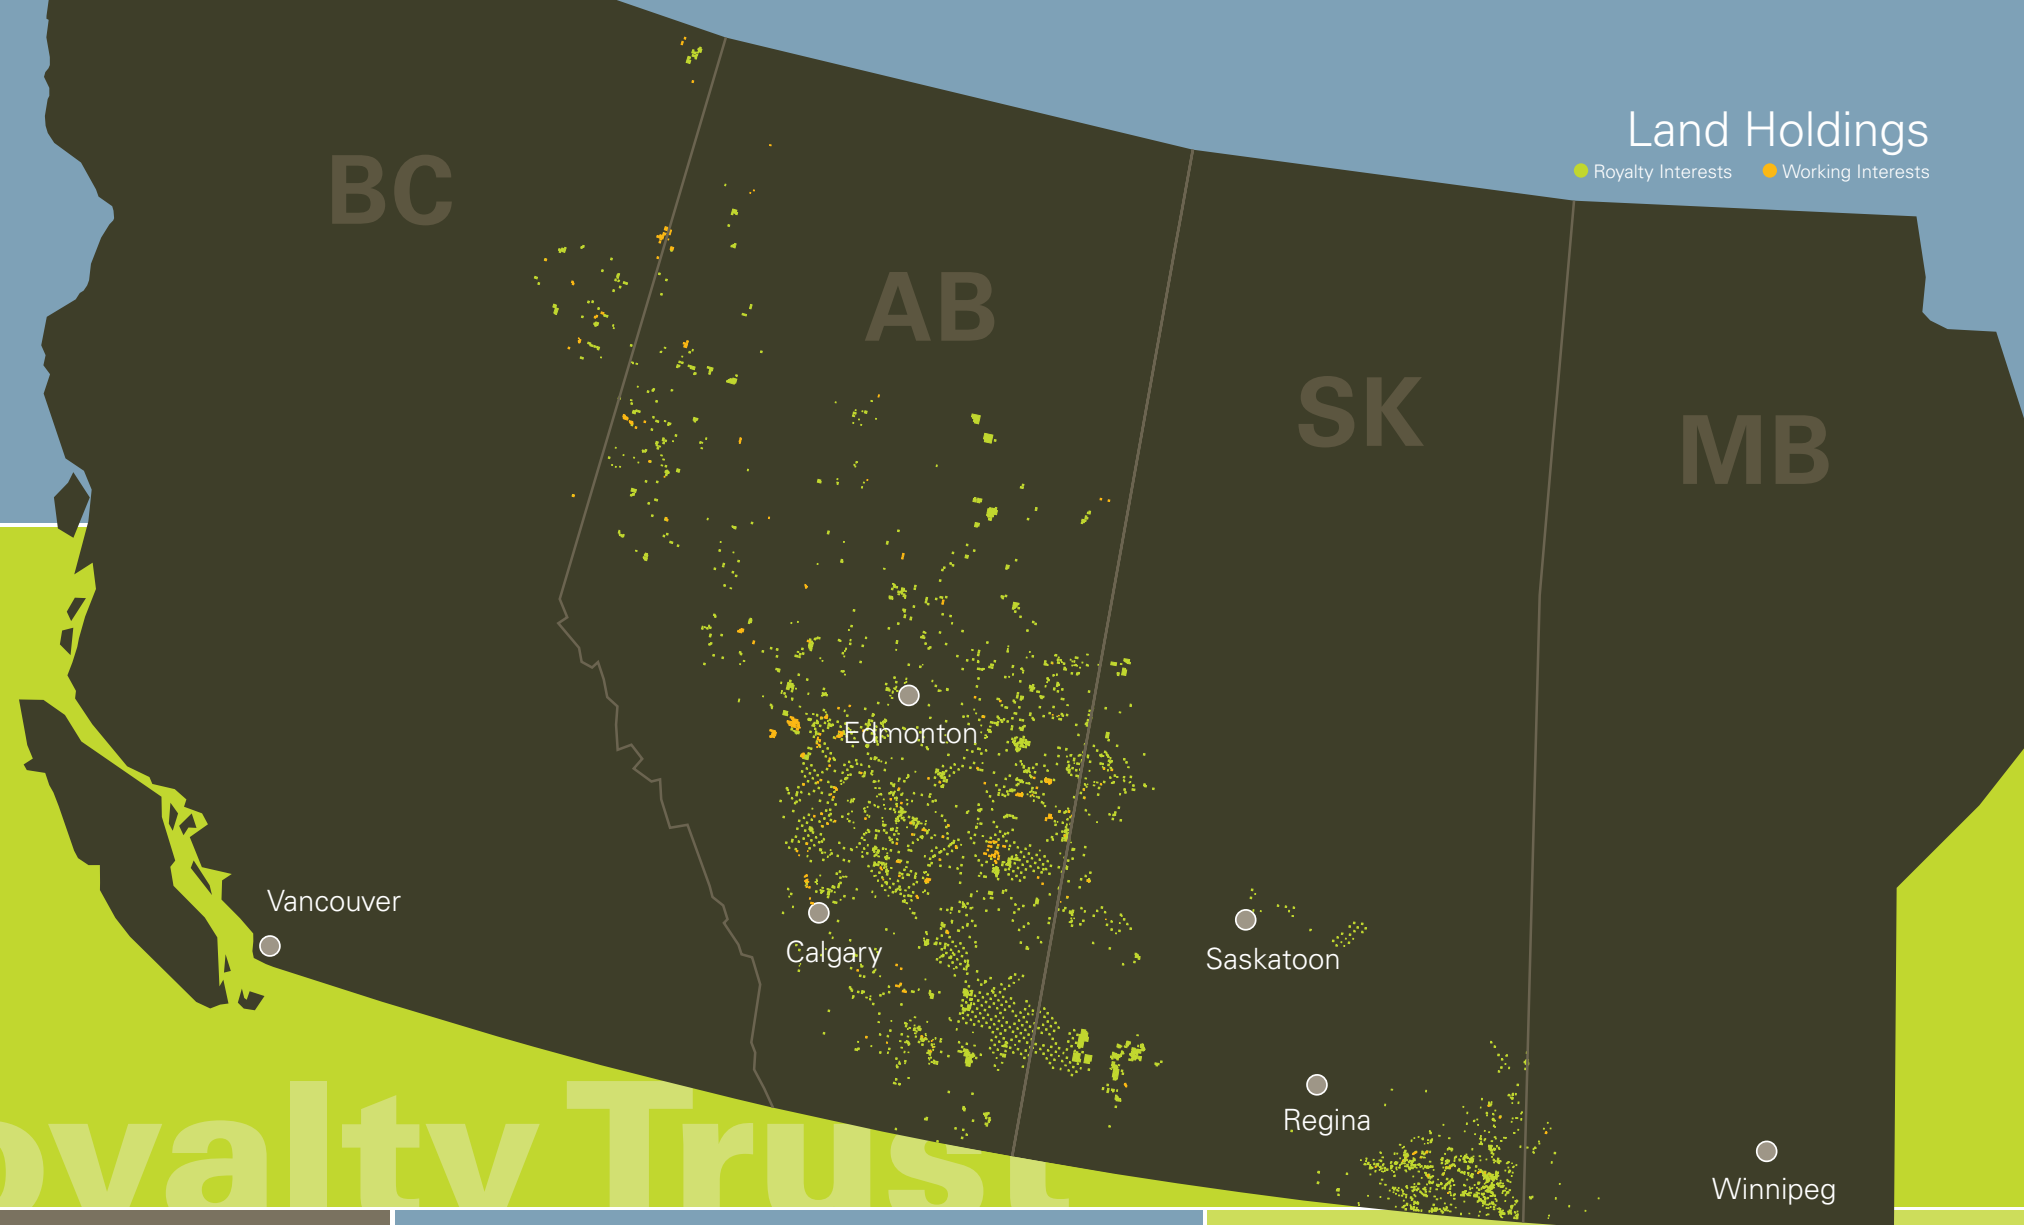 Land Holdings
Royalty Interests Working Interests
BC
AB
SK
MB
Edmonton
Vancouver
Calgary
Saskatoon
Regina
Winnipeg
oyalty Trust